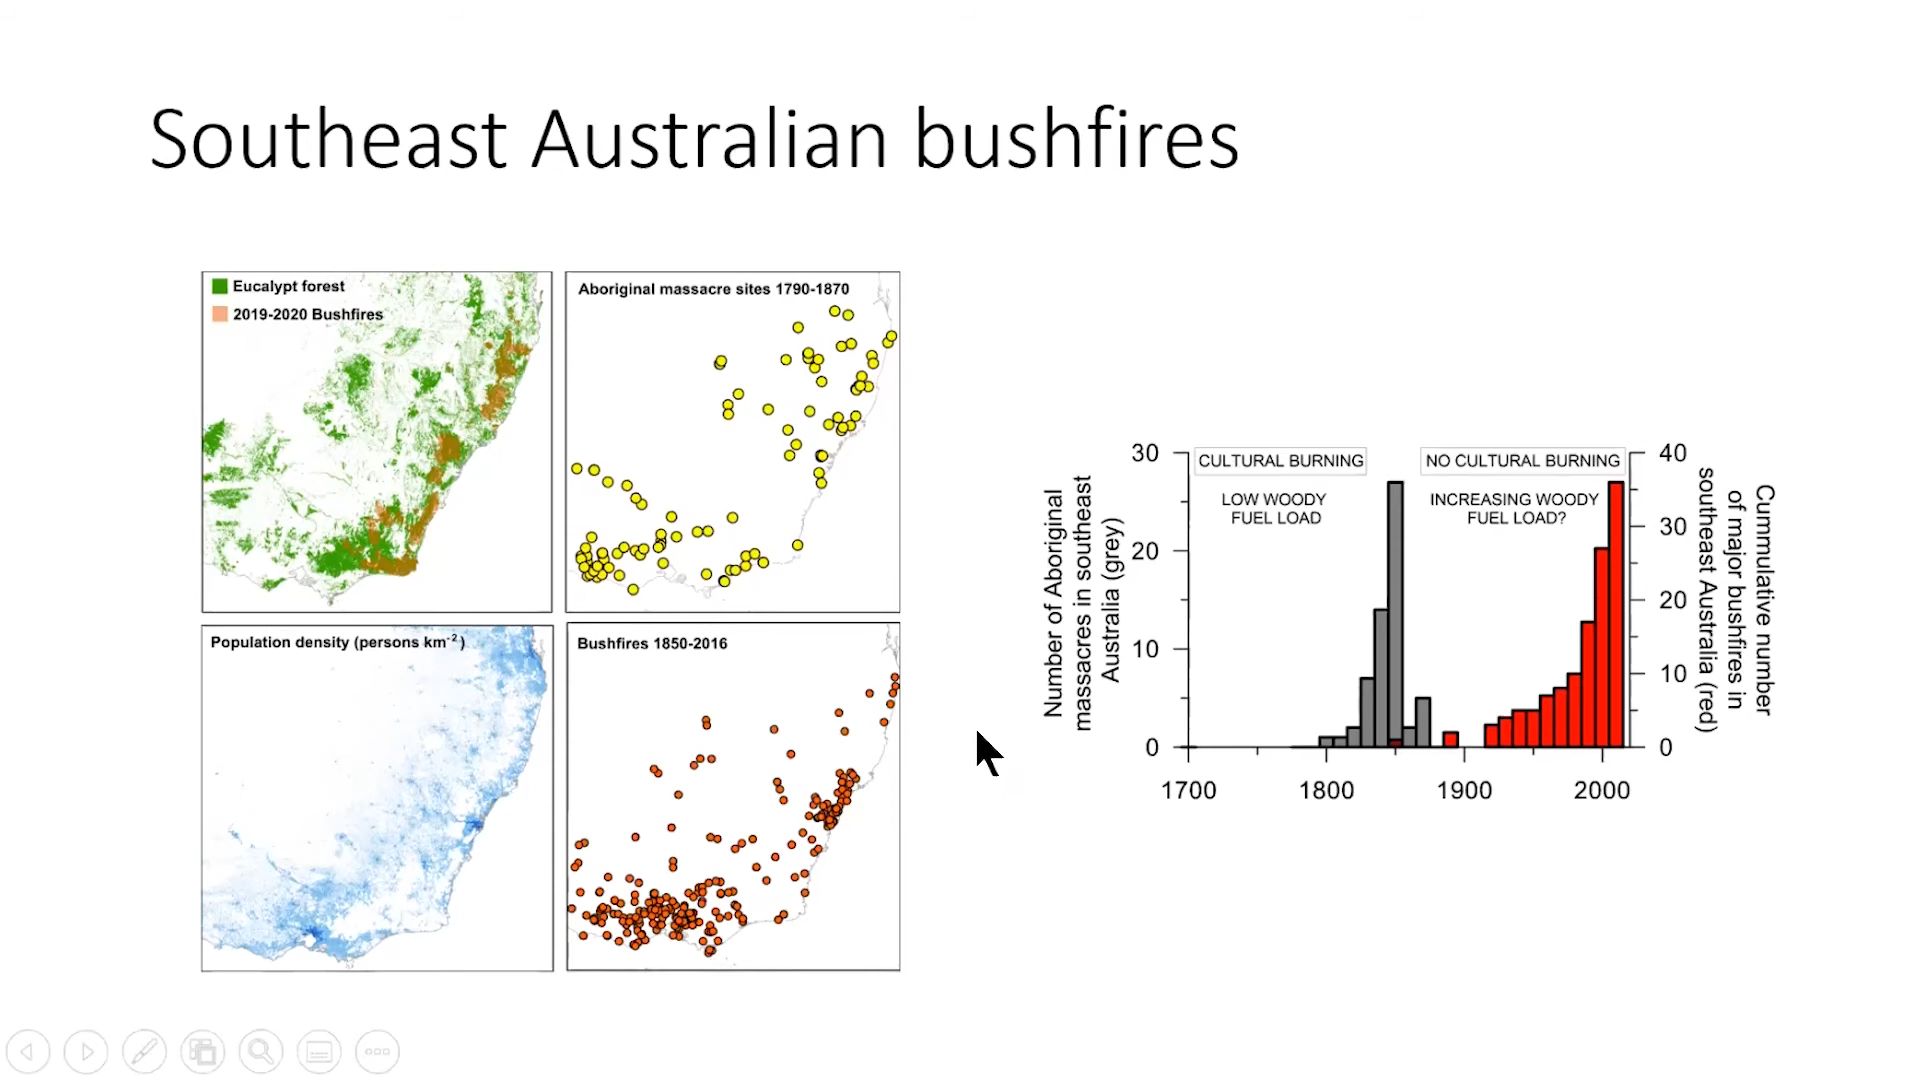 Southeast Australian bushfires
Eucalypt forest
2019-2020 Bushfires
Aboriginal massacre sites 1790-1870
Population density (persons km-2)
Bushfires 1850-2016
Number of Aboriginal
massacres in southeast
Australia (grey)
30
20
10
0
CULTURAL BURNING
LOW WOODY
FUEL LOAD
NO CULTURAL BURNING
INCREASING WOODY
FUEL LOAD?
40
30
20
10
0
Cummulative number
of major bushfires in
southeast Australia (red)
1700
1800
1900
2000